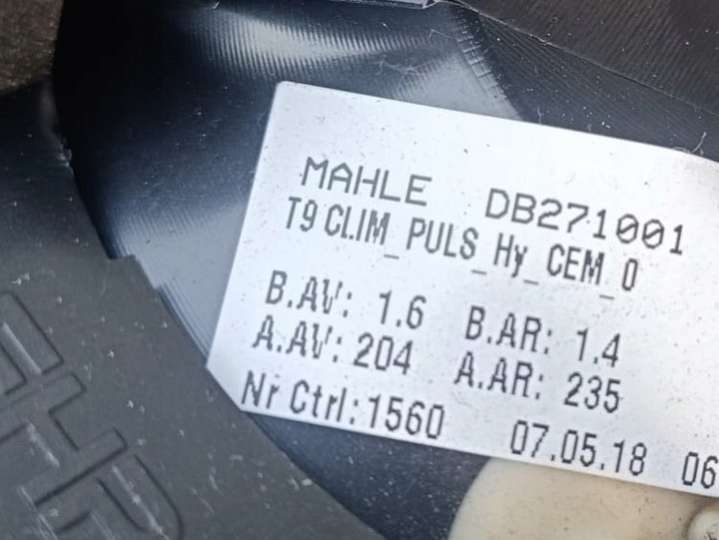 MAHLE DB271001
T9 CLIM_PULS_Hy_CEM_0
B.AV: 1.6 B.AR: 1.4
A.AV: 204 A.AR: 235
Nr Ctrl:1560 07.05.18 06